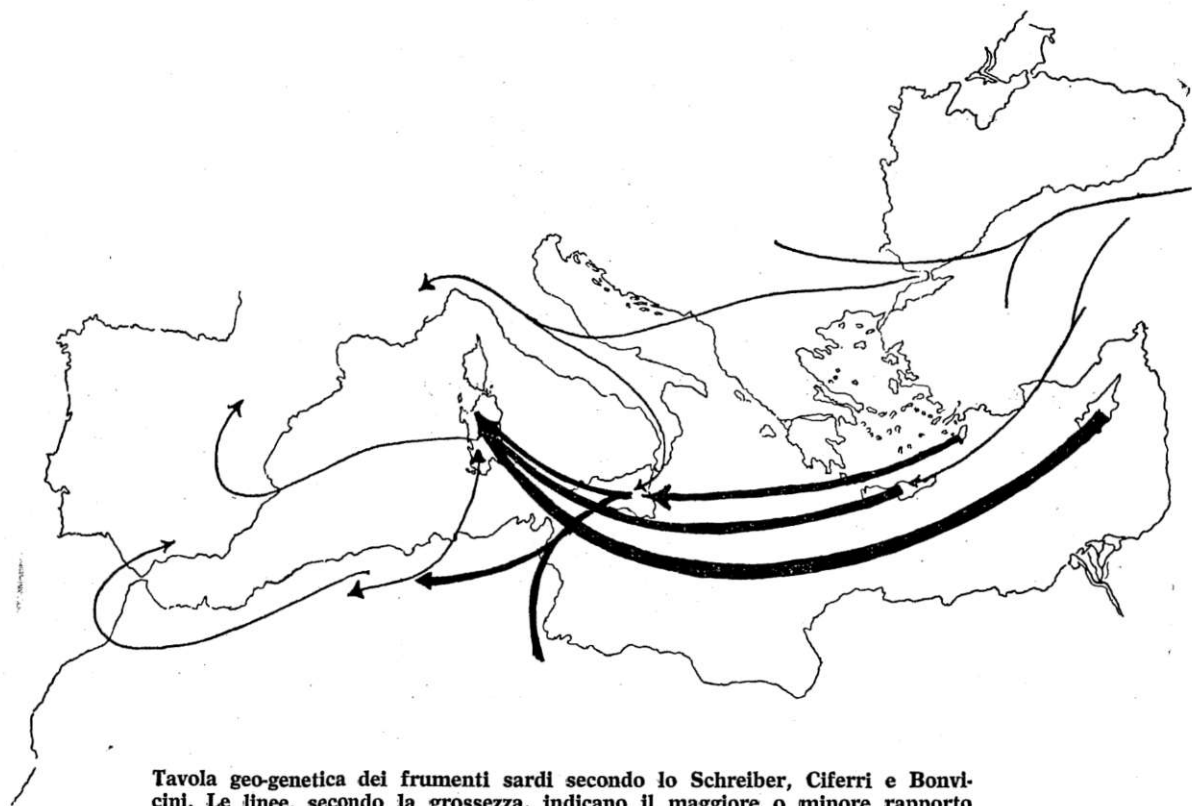 Tavola geo-genetica dei frumenti sardi secondo lo Schreiber, Ciferri e Bonvi-
cini. Le linee, secondo la grossezza, indicano il maggiore o minore rapporto